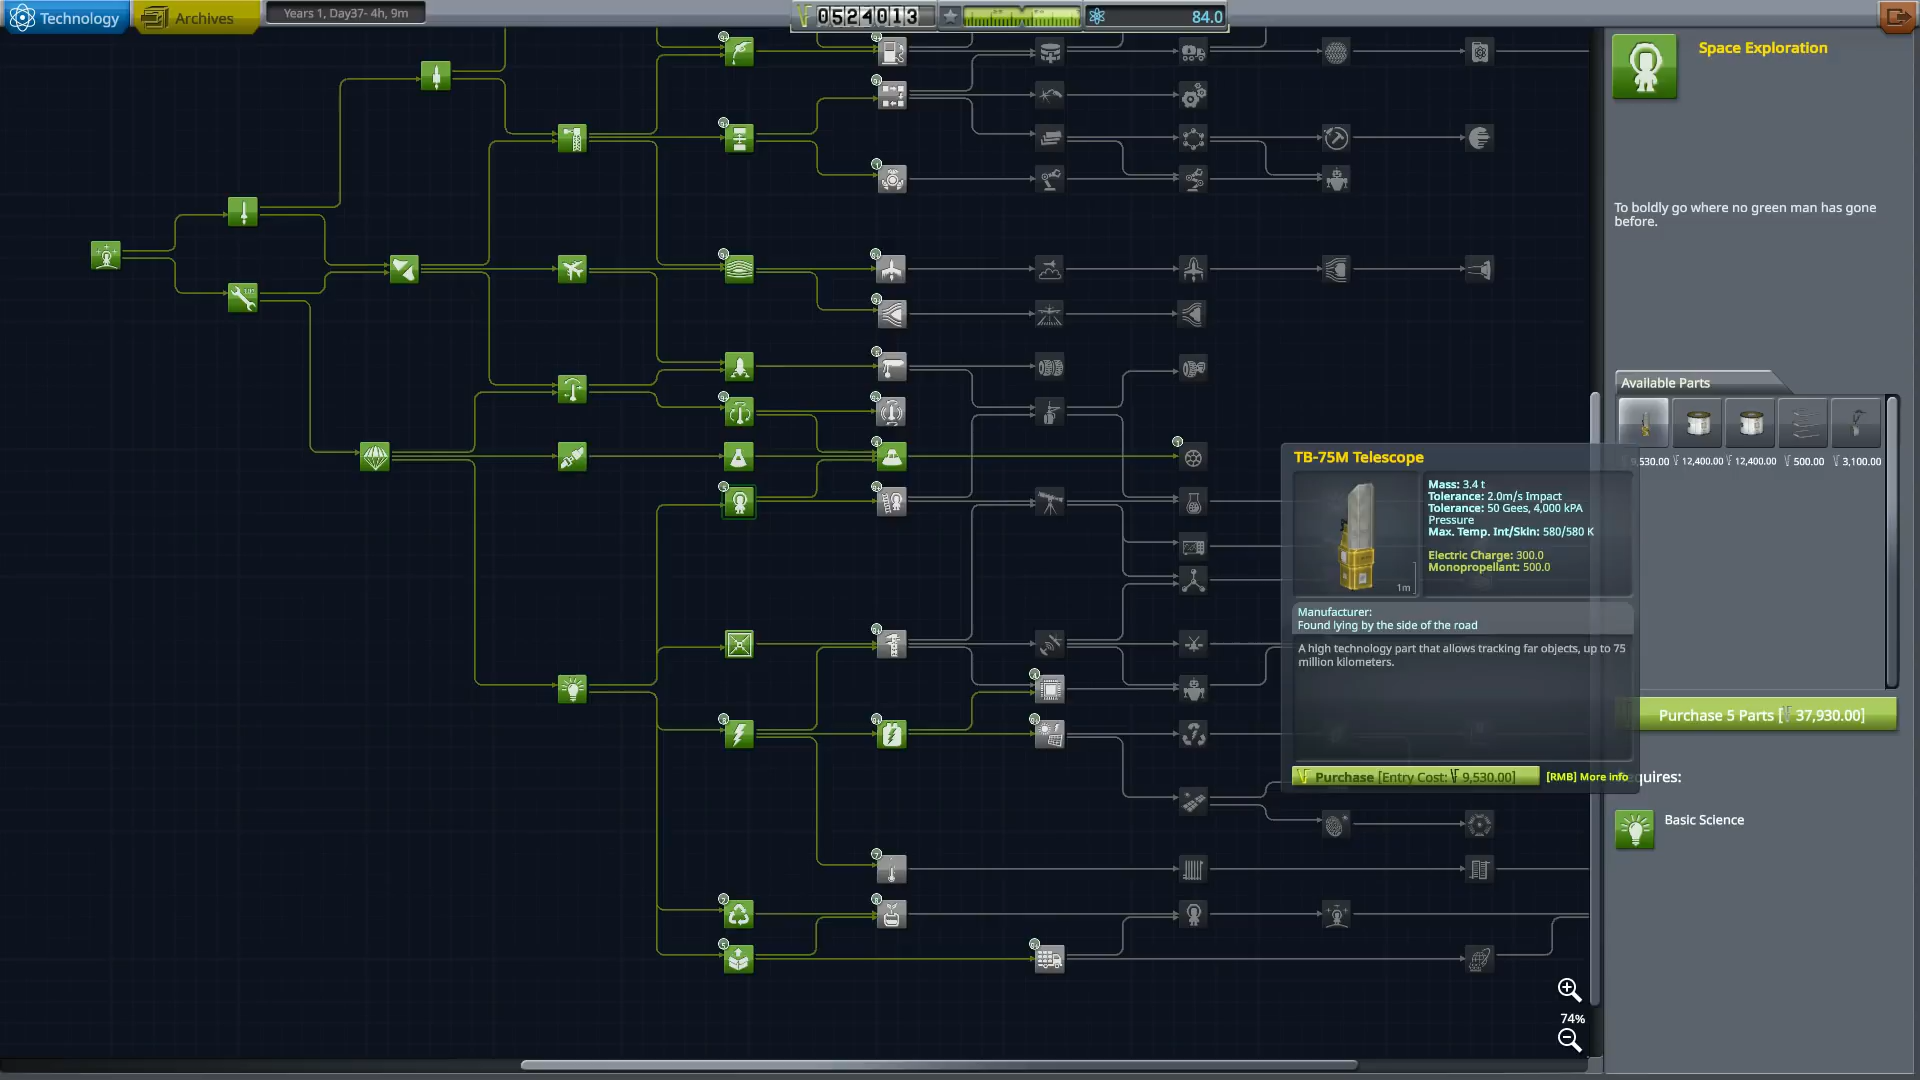 Technology
Archives
Years 1, Day37- 4h, 9m
0524013
84.0
Space Exploration
To boldly go where no green man has gone
before.
Available Parts
9,530.00 12,400.00 12,400.00 500.00 3,100.00
TB-75M Telescope
Mass: 3.4 t
Tolerance: 2.0m/s Impact
Tolerance: 50 Gees, 4,000 kPA
Pressure
Max. Temp. Int/Skin: 580/580 K
Electric Charge: 300.0
Monopropellant: 500.0
1m
Manufacturer:
Found lying by the side of the road
A high technology part that allows tracking far objects, up to 75
million kilometers.
Purchase [Entry Cost: 9,530.00]
[RMB] More Info
Purchase 5 Parts [ 37,930.00]
quires:
Basic Science
74%